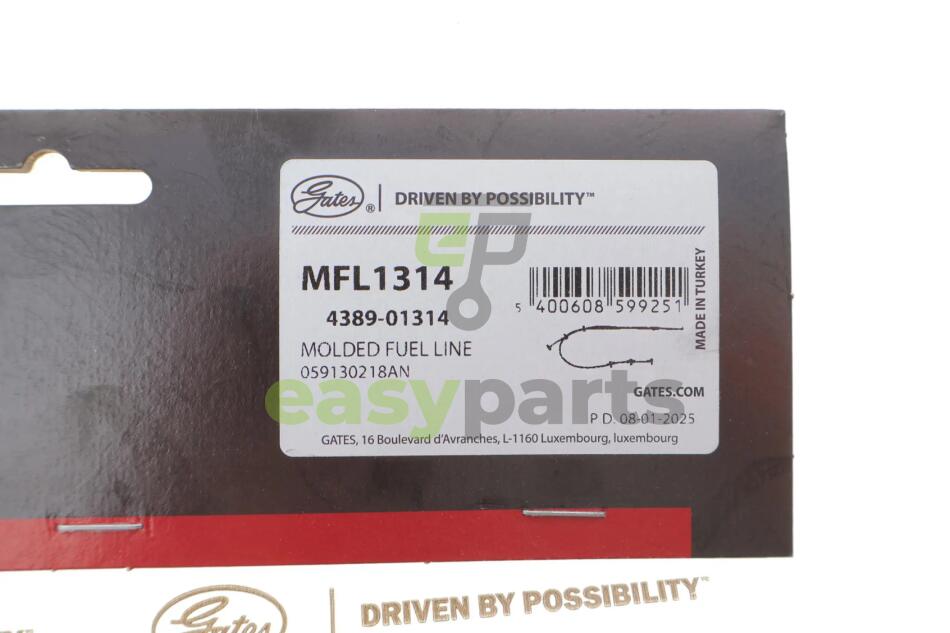 Gates ® | DRIVEN BY POSSIBILITY™
MFL1314
4389-01314
MOLDED FUEL LINE
059130218AN
5 400608 599251
MADE IN TURKEY
GATES.COM
P.D. 08-01-2025
GATES, 16 Boulevard d'Avranches, L-1160 Luxembourg, luxembourg
easyparts
Gates | DRIVEN BY POSSIBILITY™